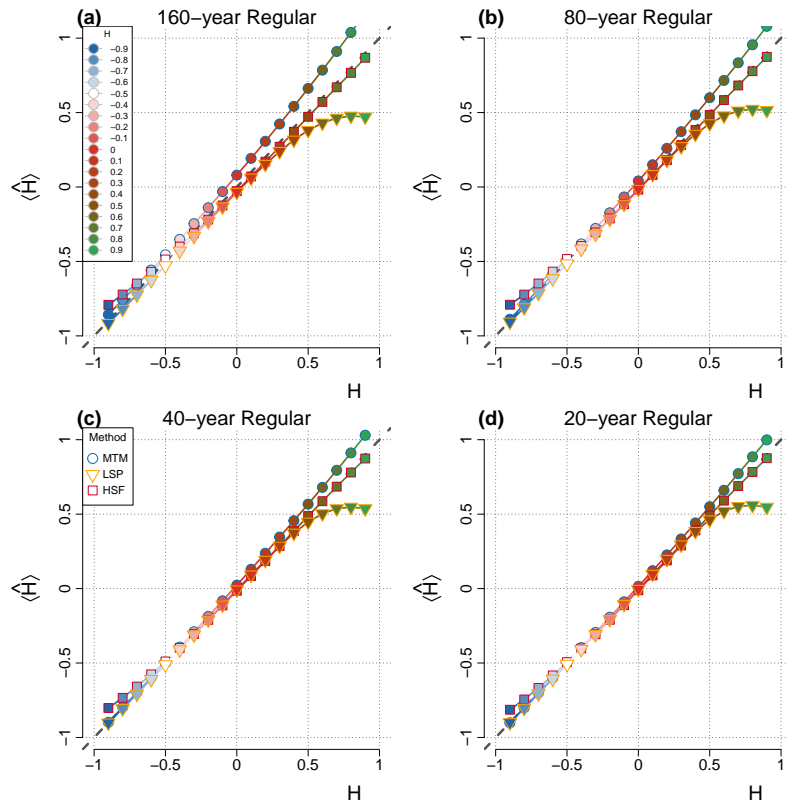 (a) 160−year Regular
H
−0.9
−0.8
−0.7
−0.6
−0.5
−0.4
−0.3
−0.2
−0.1
0
0.1
0.2
0.3
0.4
0.5
0.6
0.7
0.8
0.9
1
0.5
0
−0.5
−1
⟨Ĥ⟩
−1 −0.5 0 0.5 1
H
(b) 80−year Regular
1
0.5
0
−0.5
−1
⟨Ĥ⟩
−1 −0.5 0 0.5 1
H
(c) 40−year Regular
Method
MTM
LSP
HSF
1
0.5
0
−0.5
−1
⟨Ĥ⟩
−1 −0.5 0 0.5 1
H
(d) 20−year Regular
1
0.5
0
−0.5
−1
⟨Ĥ⟩
−1 −0.5 0 0.5 1
H